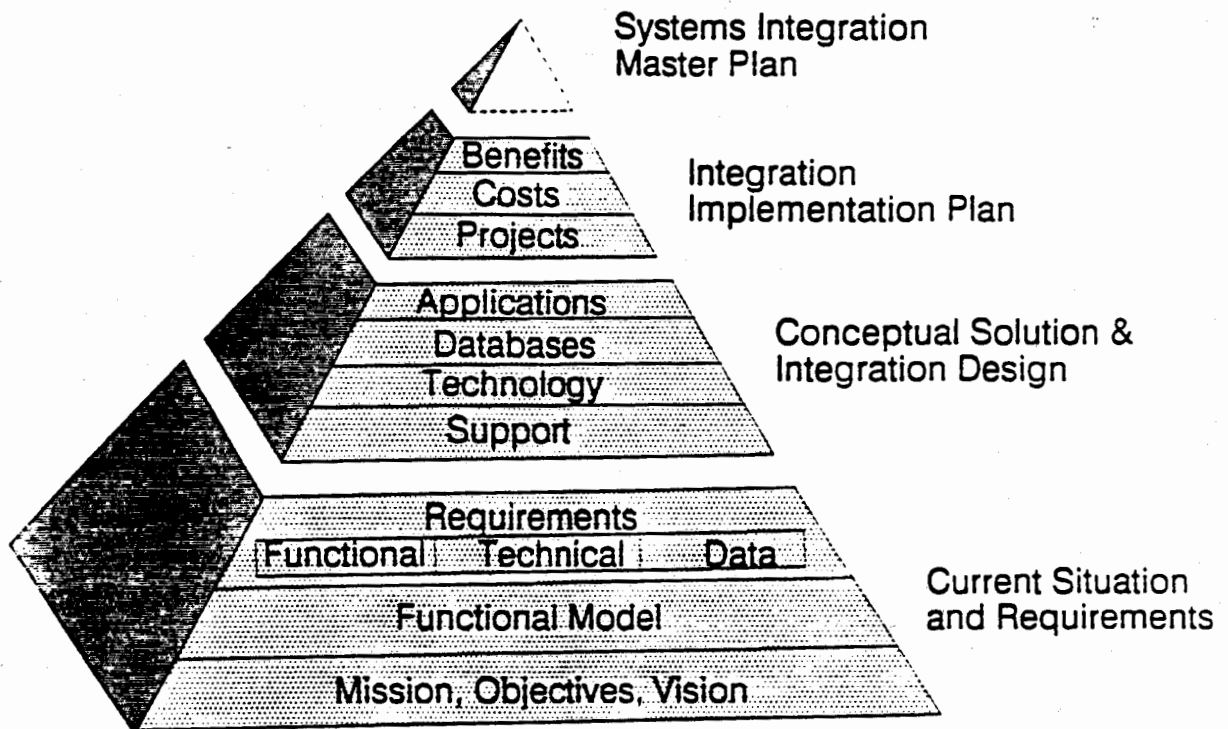 Systems Integration
Master Plan
Benefits
Costs
Projects
Integration
Implementation Plan
Applications
Databases
Technology
Support
Conceptual Solution &
Integration Design
Requirements
Functional Technical Data
Functional Model
Mission, Objectives, Vision
Current Situation
and Requirements